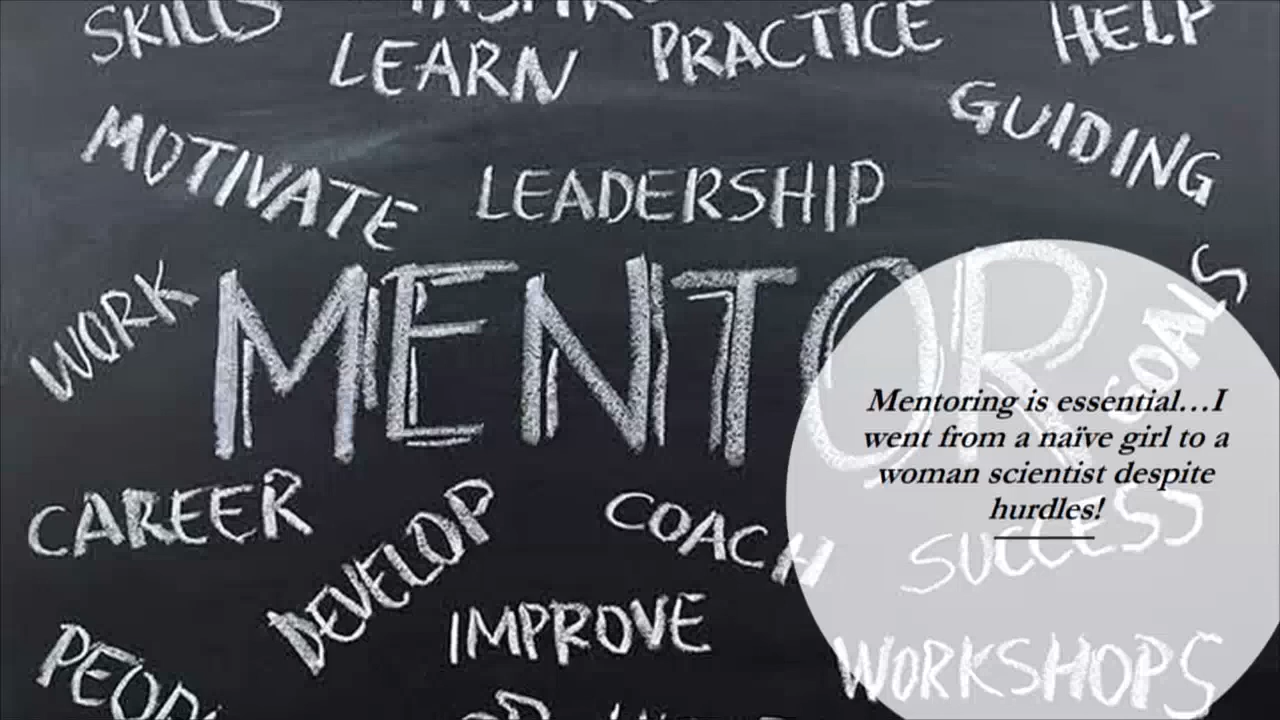 SKILLS
LEARN
PRACTICE
HELP
MOTIVATE
GUIDING
LEADERSHIP
WORK
MENTOR
GOALS
Mentoring is essential…I
went from a naïve girl to a
woman scientist despite
hurdles!
CAREER
DEVELOP
COACH
SUCCESS
IMPROVE
WORKSHOPS